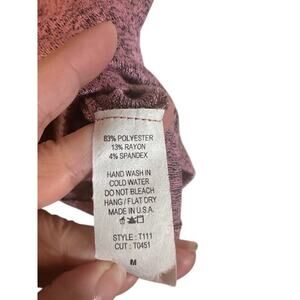 83% POLYESTER
13% RAYON
4% SPANDEX
HAND WASH IN
COLD WATER
DO NOT BLEACH
HANG / FLAT DRY
MADE IN U.S.A.
STYLE : T111
CUT : T0451
M